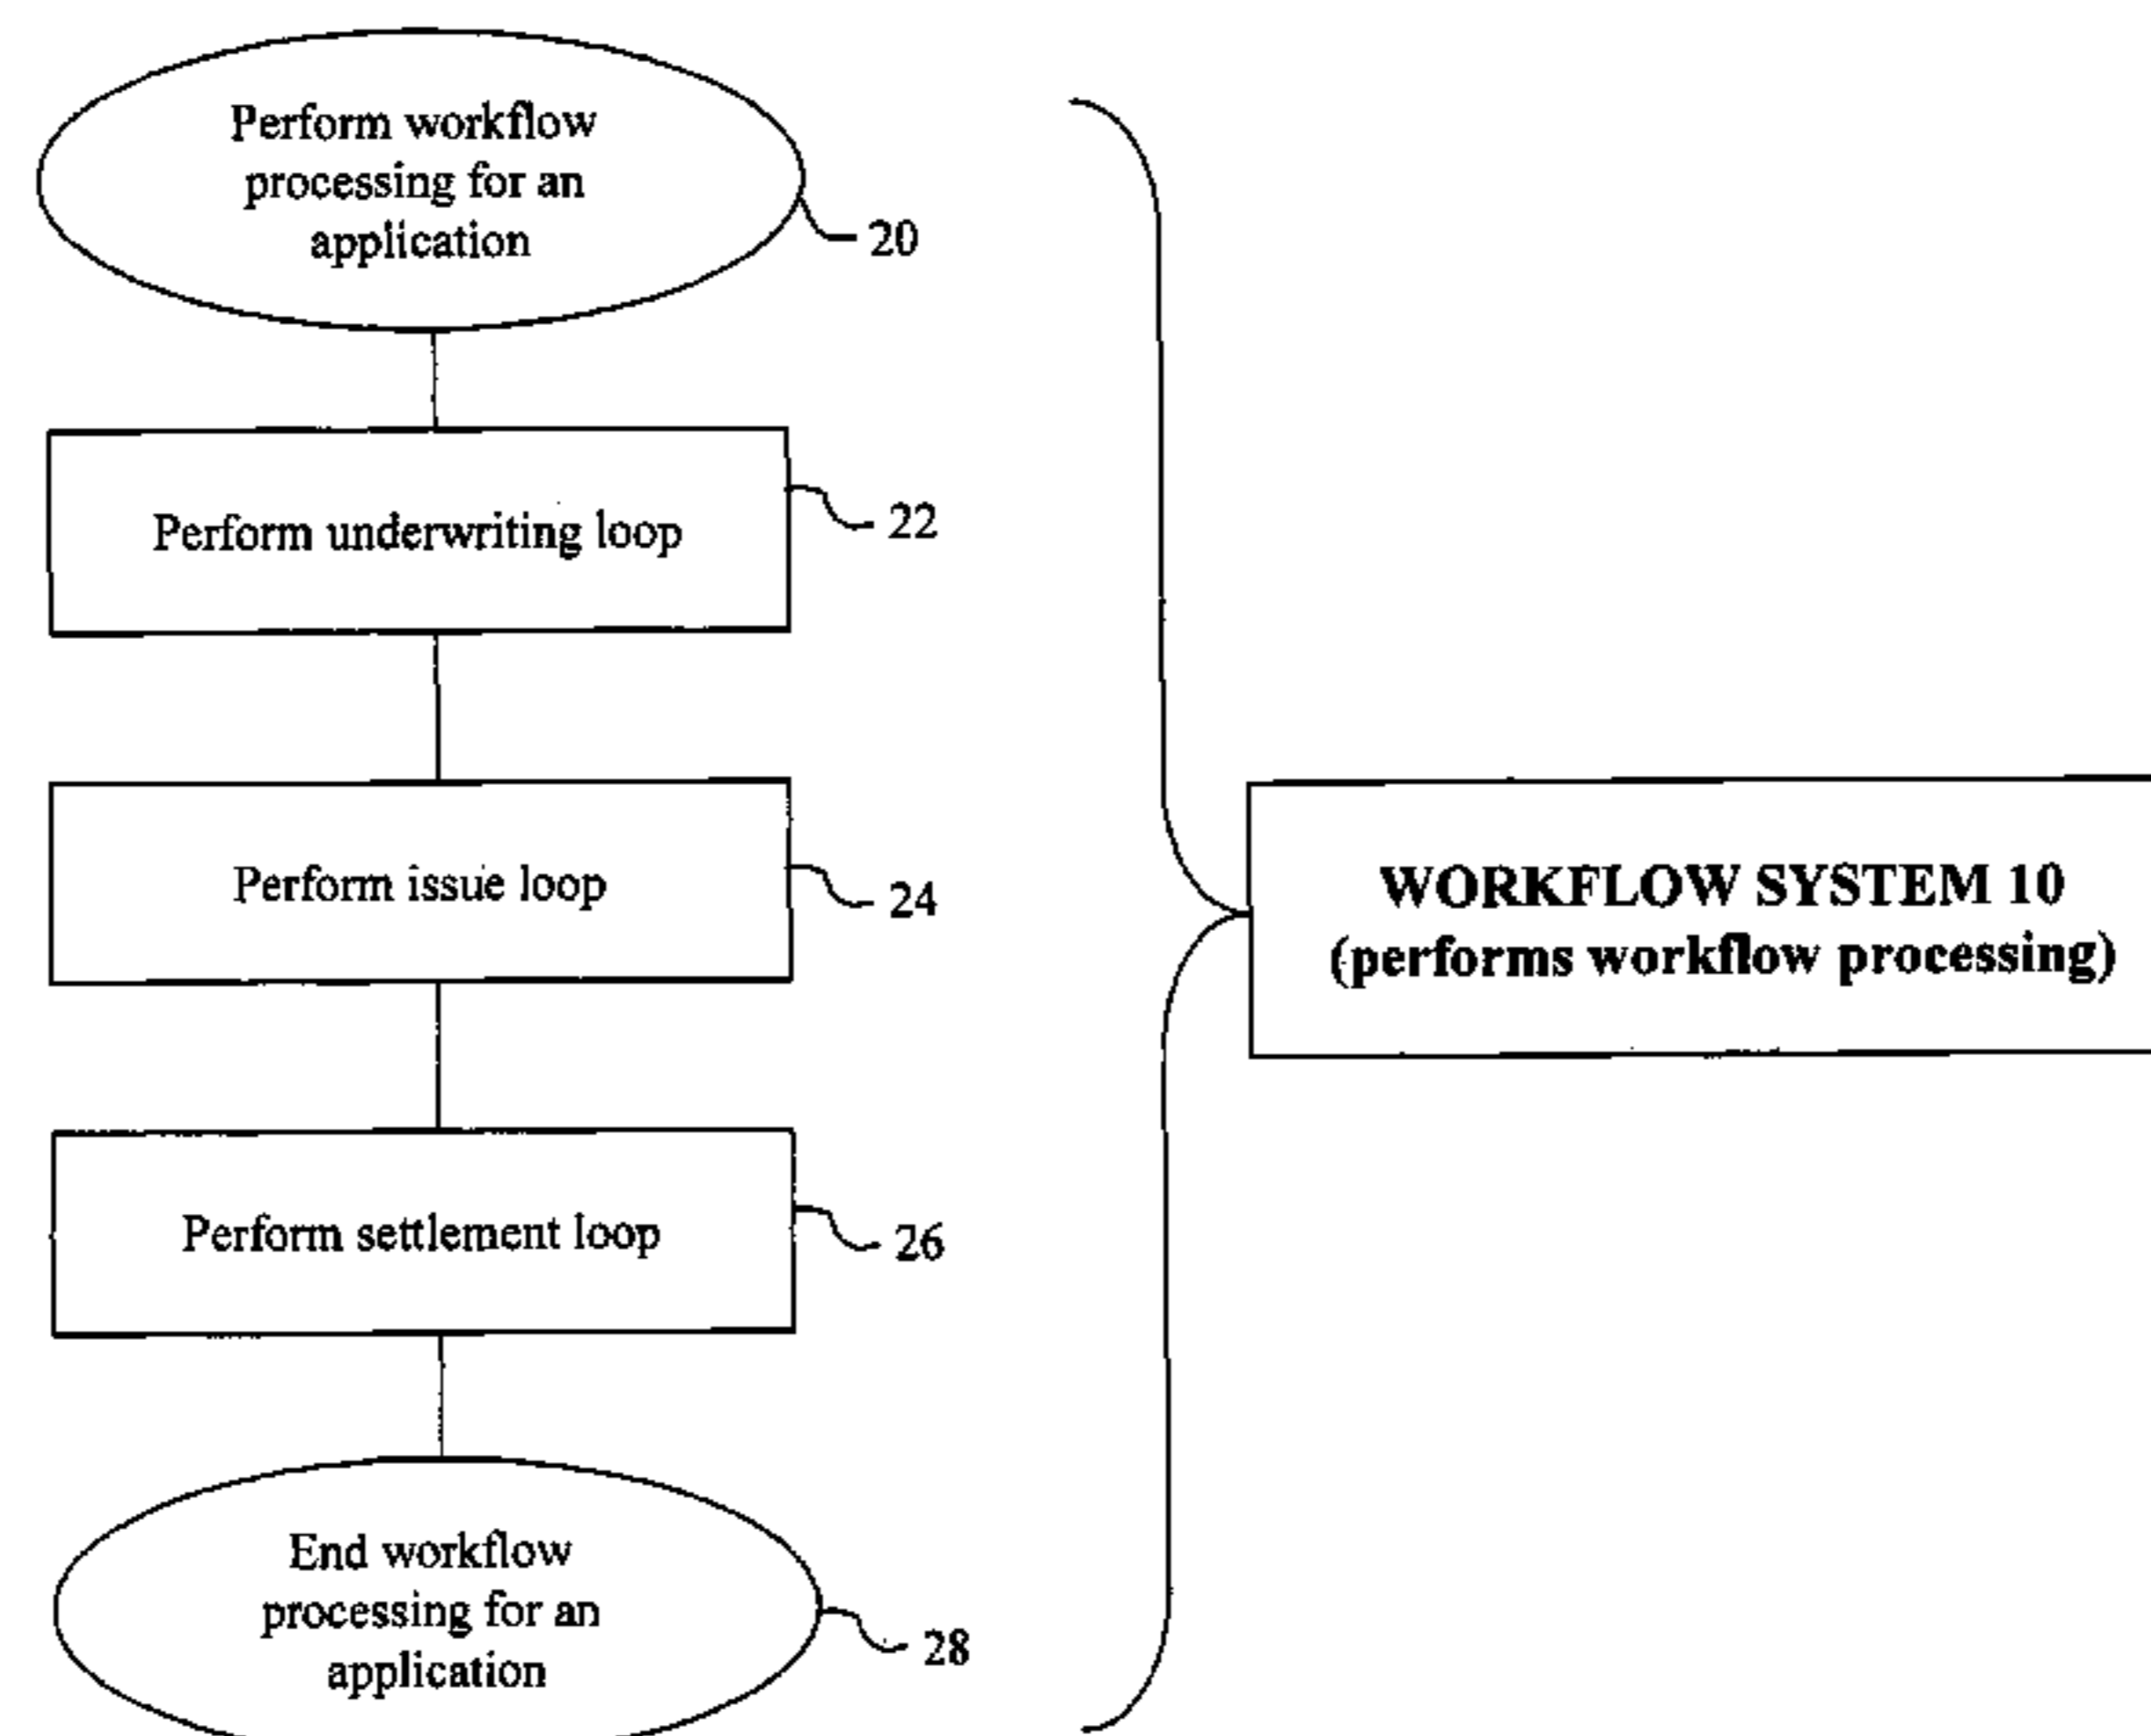 Perform workflow
processing for an
application
20
Perform underwriting loop
22
Perform issue loop
24
WORKFLOW SYSTEM 10
(performs workflow processing)
Perform settlement loop
26
End workflow
processing for an
application
28